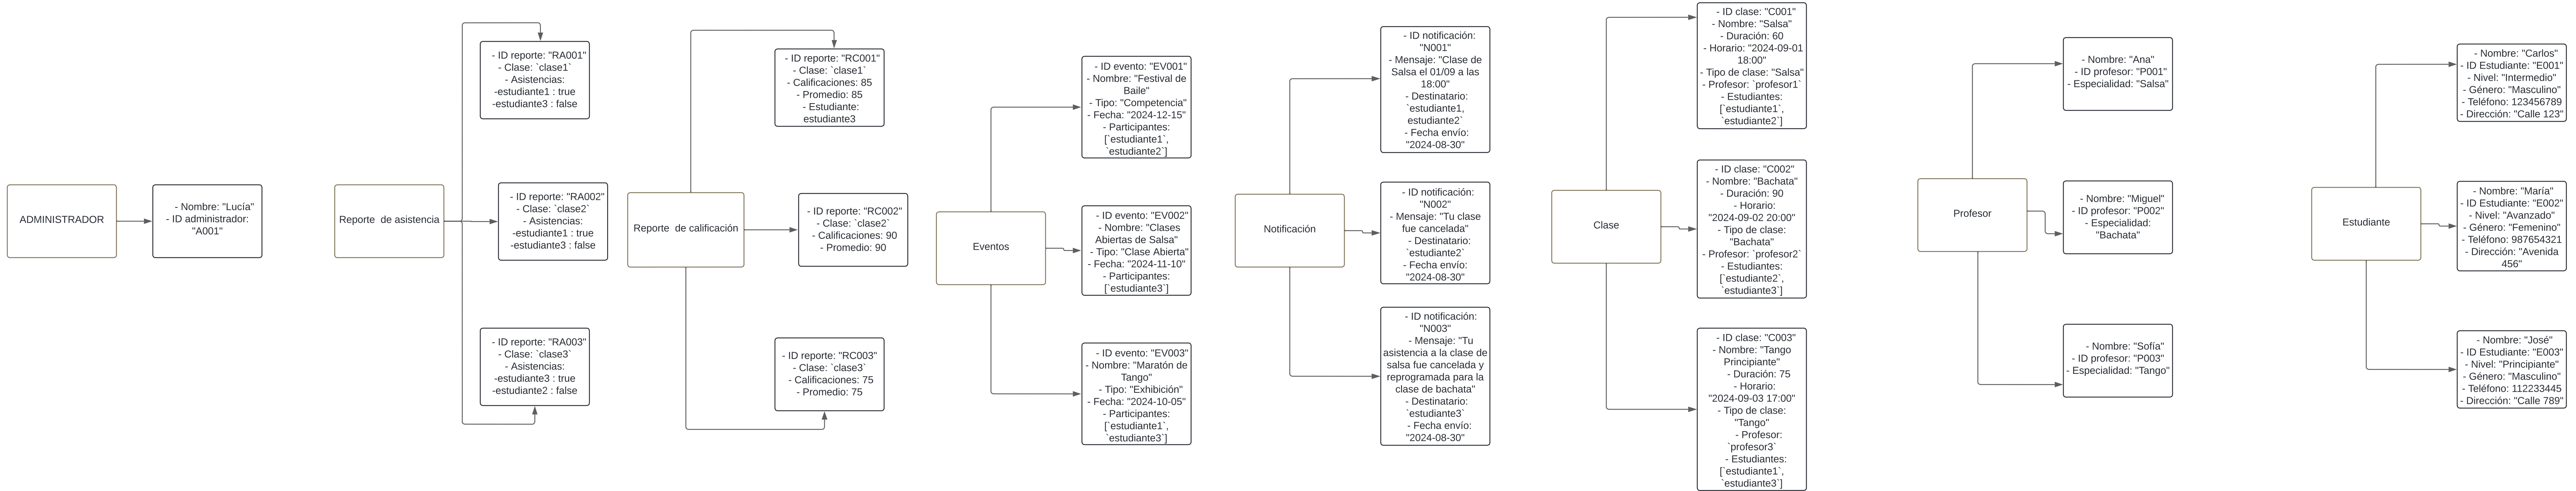 ADMINISTRADOR
- Nombre: "Lucía"
- ID administrador:
"A001"
Reporte de asistencia
- ID reporte: "RA001"
- Clase: `clase1`
- Asistencias:
-estudiante1 : true
-estudiante3 : false
- ID reporte: "RA002"
- Clase: `clase2`
- Asistencias:
-estudiante1 : true
-estudiante3 : false
- ID reporte: "RA003"
- Clase: `clase3`
- Asistencias:
-estudiante3 : true
-estudiante2 : false
Reporte de calificación
- ID reporte: "RC001"
- Clase: `clase1`
- Calificaciones: 85
- Promedio: 85
- Estudiante:
estudiante3
- ID reporte: "RC002"
- Clase: `clase2`
- Calificaciones: 90
- Promedio: 90
- ID reporte: "RC003"
- Clase: `clase3`
- Calificaciones: 75
- Promedio: 75
Eventos
- ID evento: "EV001"
- Nombre: "Festival de
Baile"
- Tipo: "Competencia"
- Fecha: "2024-12-15"
- Participantes:
[`estudiante1`,
`estudiante2`]
- ID evento: "EV002"
- Nombre: "Clases
Abiertas de Salsa"
- Tipo: "Clase Abierta"
- Fecha: "2024-11-10"
- Participantes:
[`estudiante3`]
- ID evento: "EV003"
- Nombre: "Maratón de
Tango"
- Tipo: "Exhibición"
- Fecha: "2024-10-05"
- Participantes:
[`estudiante1`,
`estudiante3`]
Notificación
- ID notificación:
"N001"
- Mensaje: "Clase de
Salsa el 01/09 a las
18:00"
- Destinatario:
`estudiante1,
estudiante2`
- Fecha envío:
"2024-08-30"
- ID notificación:
"N002"
- Mensaje: "Tu clase
fue cancelada"
- Destinatario:
`estudiante2`
- Fecha envío:
"2024-08-30"
- ID notificación:
"N003"
- Mensaje: "Tu
asistencia a la clase de
salsa fue cancelada y
reprogramada para la
clase de bachata"
- Destinatario:
`estudiante3`
- Fecha envío:
"2024-08-30"
Clase
- ID clase: "C001"
- Nombre: "Salsa"
- Duración: 60
- Horario: "2024-09-01
18:00"
- Tipo de clase: "Salsa"
- Profesor: `profesor1`
- Estudiantes:
[`estudiante1`,
`estudiante2`]
- ID clase: "C002"
- Nombre: "Bachata"
- Duración: 90
- Horario:
"2024-09-02 20:00"
- Tipo de clase:
"Bachata"
- Profesor: `profesor2`
- Estudiantes:
[`estudiante2`,
`estudiante3`]
- ID clase: "C003"
- Nombre: "Tango
Principiante"
- Duración: 75
- Horario:
"2024-09-03 17:00"
- Tipo de clase:
"Tango"
- Profesor:
`profesor3`
- Estudiantes:
[`estudiante1`,
`estudiante3`]
Profesor
- Nombre: "Ana"
- ID profesor: "P001"
- Especialidad: "Salsa"
- Nombre: "Miguel"
- ID profesor: "P002"
- Especialidad:
"Bachata"
- Nombre: "Sofía"
- ID profesor: "P003"
- Especialidad: "Tango"
Estudiante
- Nombre: "Carlos"
- ID Estudiante: "E001"
- Nivel: "Intermedio"
- Género: "Masculino"
- Teléfono: 123456789
- Dirección: "Calle 123"
- Nombre: "María"
- ID Estudiante: "E002"
- Nivel: "Avanzado"
- Género: "Femenino"
- Teléfono: 987654321
- Dirección: "Avenida
456"
- Nombre: "José"
- ID Estudiante: "E003"
- Nivel: "Principiante"
- Género: "Masculino"
- Teléfono: 112233445
- Dirección: "Calle 789"